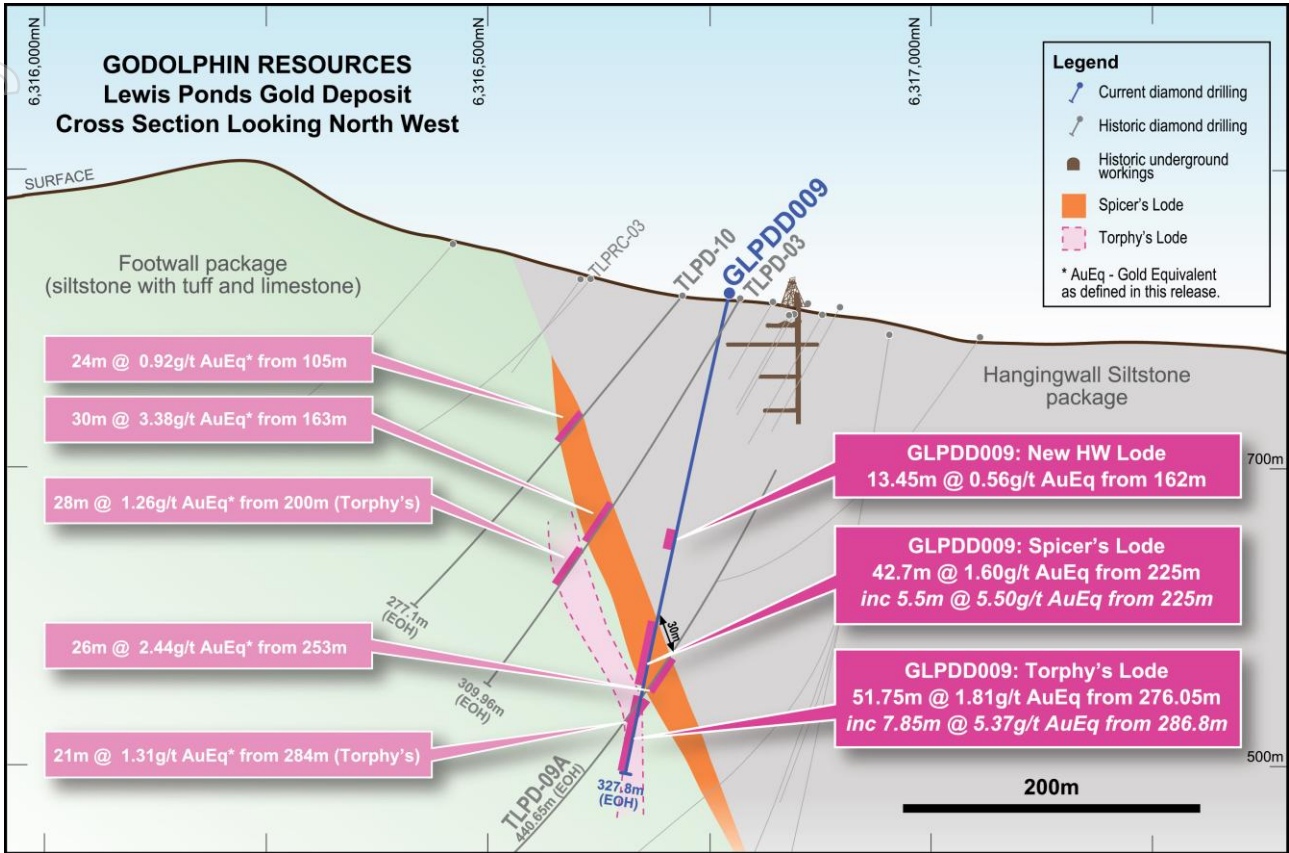 6,316,000mN
6,316,500mN
6,317,000mN
GODOLPHIN RESOURCES
Lewis Ponds Gold Deposit
Cross Section Looking North West
Legend
Current diamond drilling
Historic diamond drilling
Historic underground
workings
Spicer's Lode
Torphy's Lode
* AuEq - Gold Equivalent
as defined in this release.
SURFACE
TLPRC-03
TLPD-10
GLPDD009
TLPD-03
Footwall package
(siltstone with tuff and limestone)
Hangingwall Siltstone
package
24m @ 0.92g/t AuEq* from 105m
30m @ 3.38g/t AuEq* from 163m
28m @ 1.26g/t AuEq* from 200m (Torphy's)
26m @ 2.44g/t AuEq* from 253m
21m @ 1.31g/t AuEq* from 284m (Torphy's)
GLPDD009: New HW Lode
13.45m @ 0.56g/t AuEq from 162m
GLPDD009: Spicer's Lode
42.7m @ 1.60g/t AuEq from 225m
inc 5.5m @ 5.50g/t AuEq from 225m
GLPDD009: Torphy's Lode
51.75m @ 1.81g/t AuEq from 276.05m
inc 7.85m @ 5.37g/t AuEq from 286.8m
700m
500m
30m
277.1m
(EOH)
309.96m
(EOH)
TLPD-09A
440.65m (EOH)
327.8m
(EOH)
200m